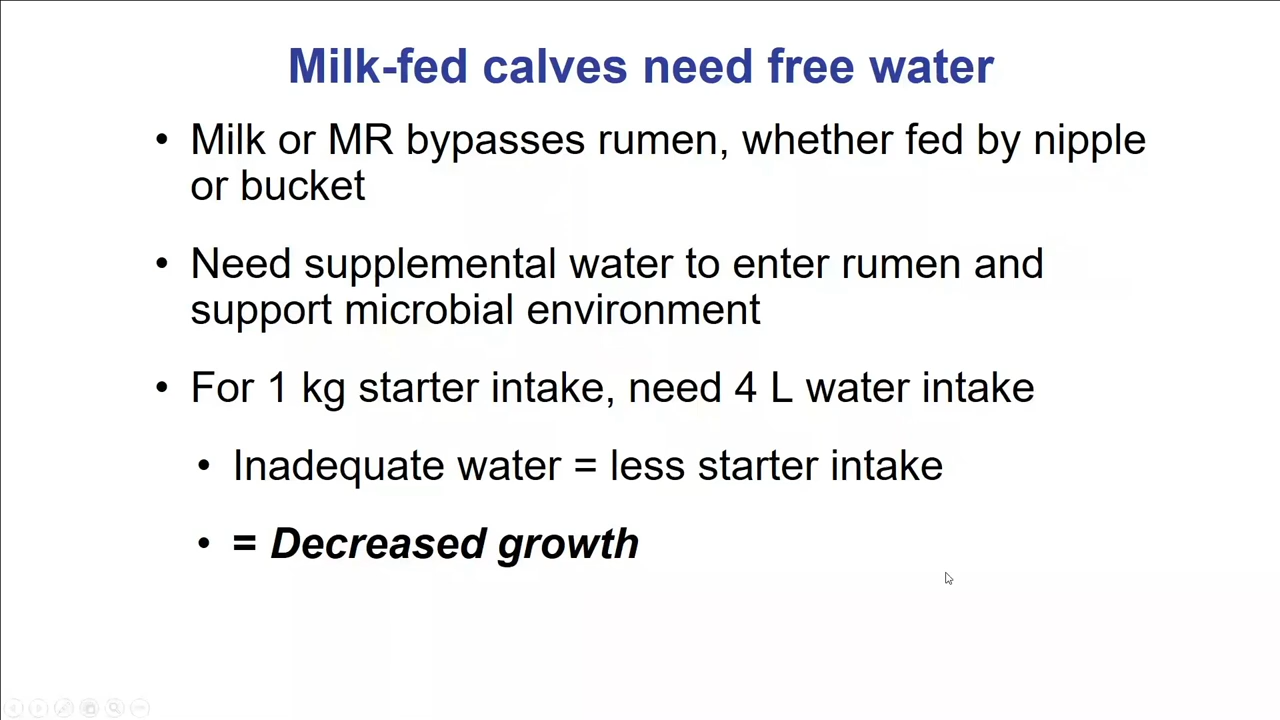 Milk-fed calves need free water
• Milk or MR bypasses rumen, whether fed by nipple
or bucket
• Need supplemental water to enter rumen and
support microbial environment
• For 1 kg starter intake, need 4 L water intake
• Inadequate water = less starter intake
• = Decreased growth